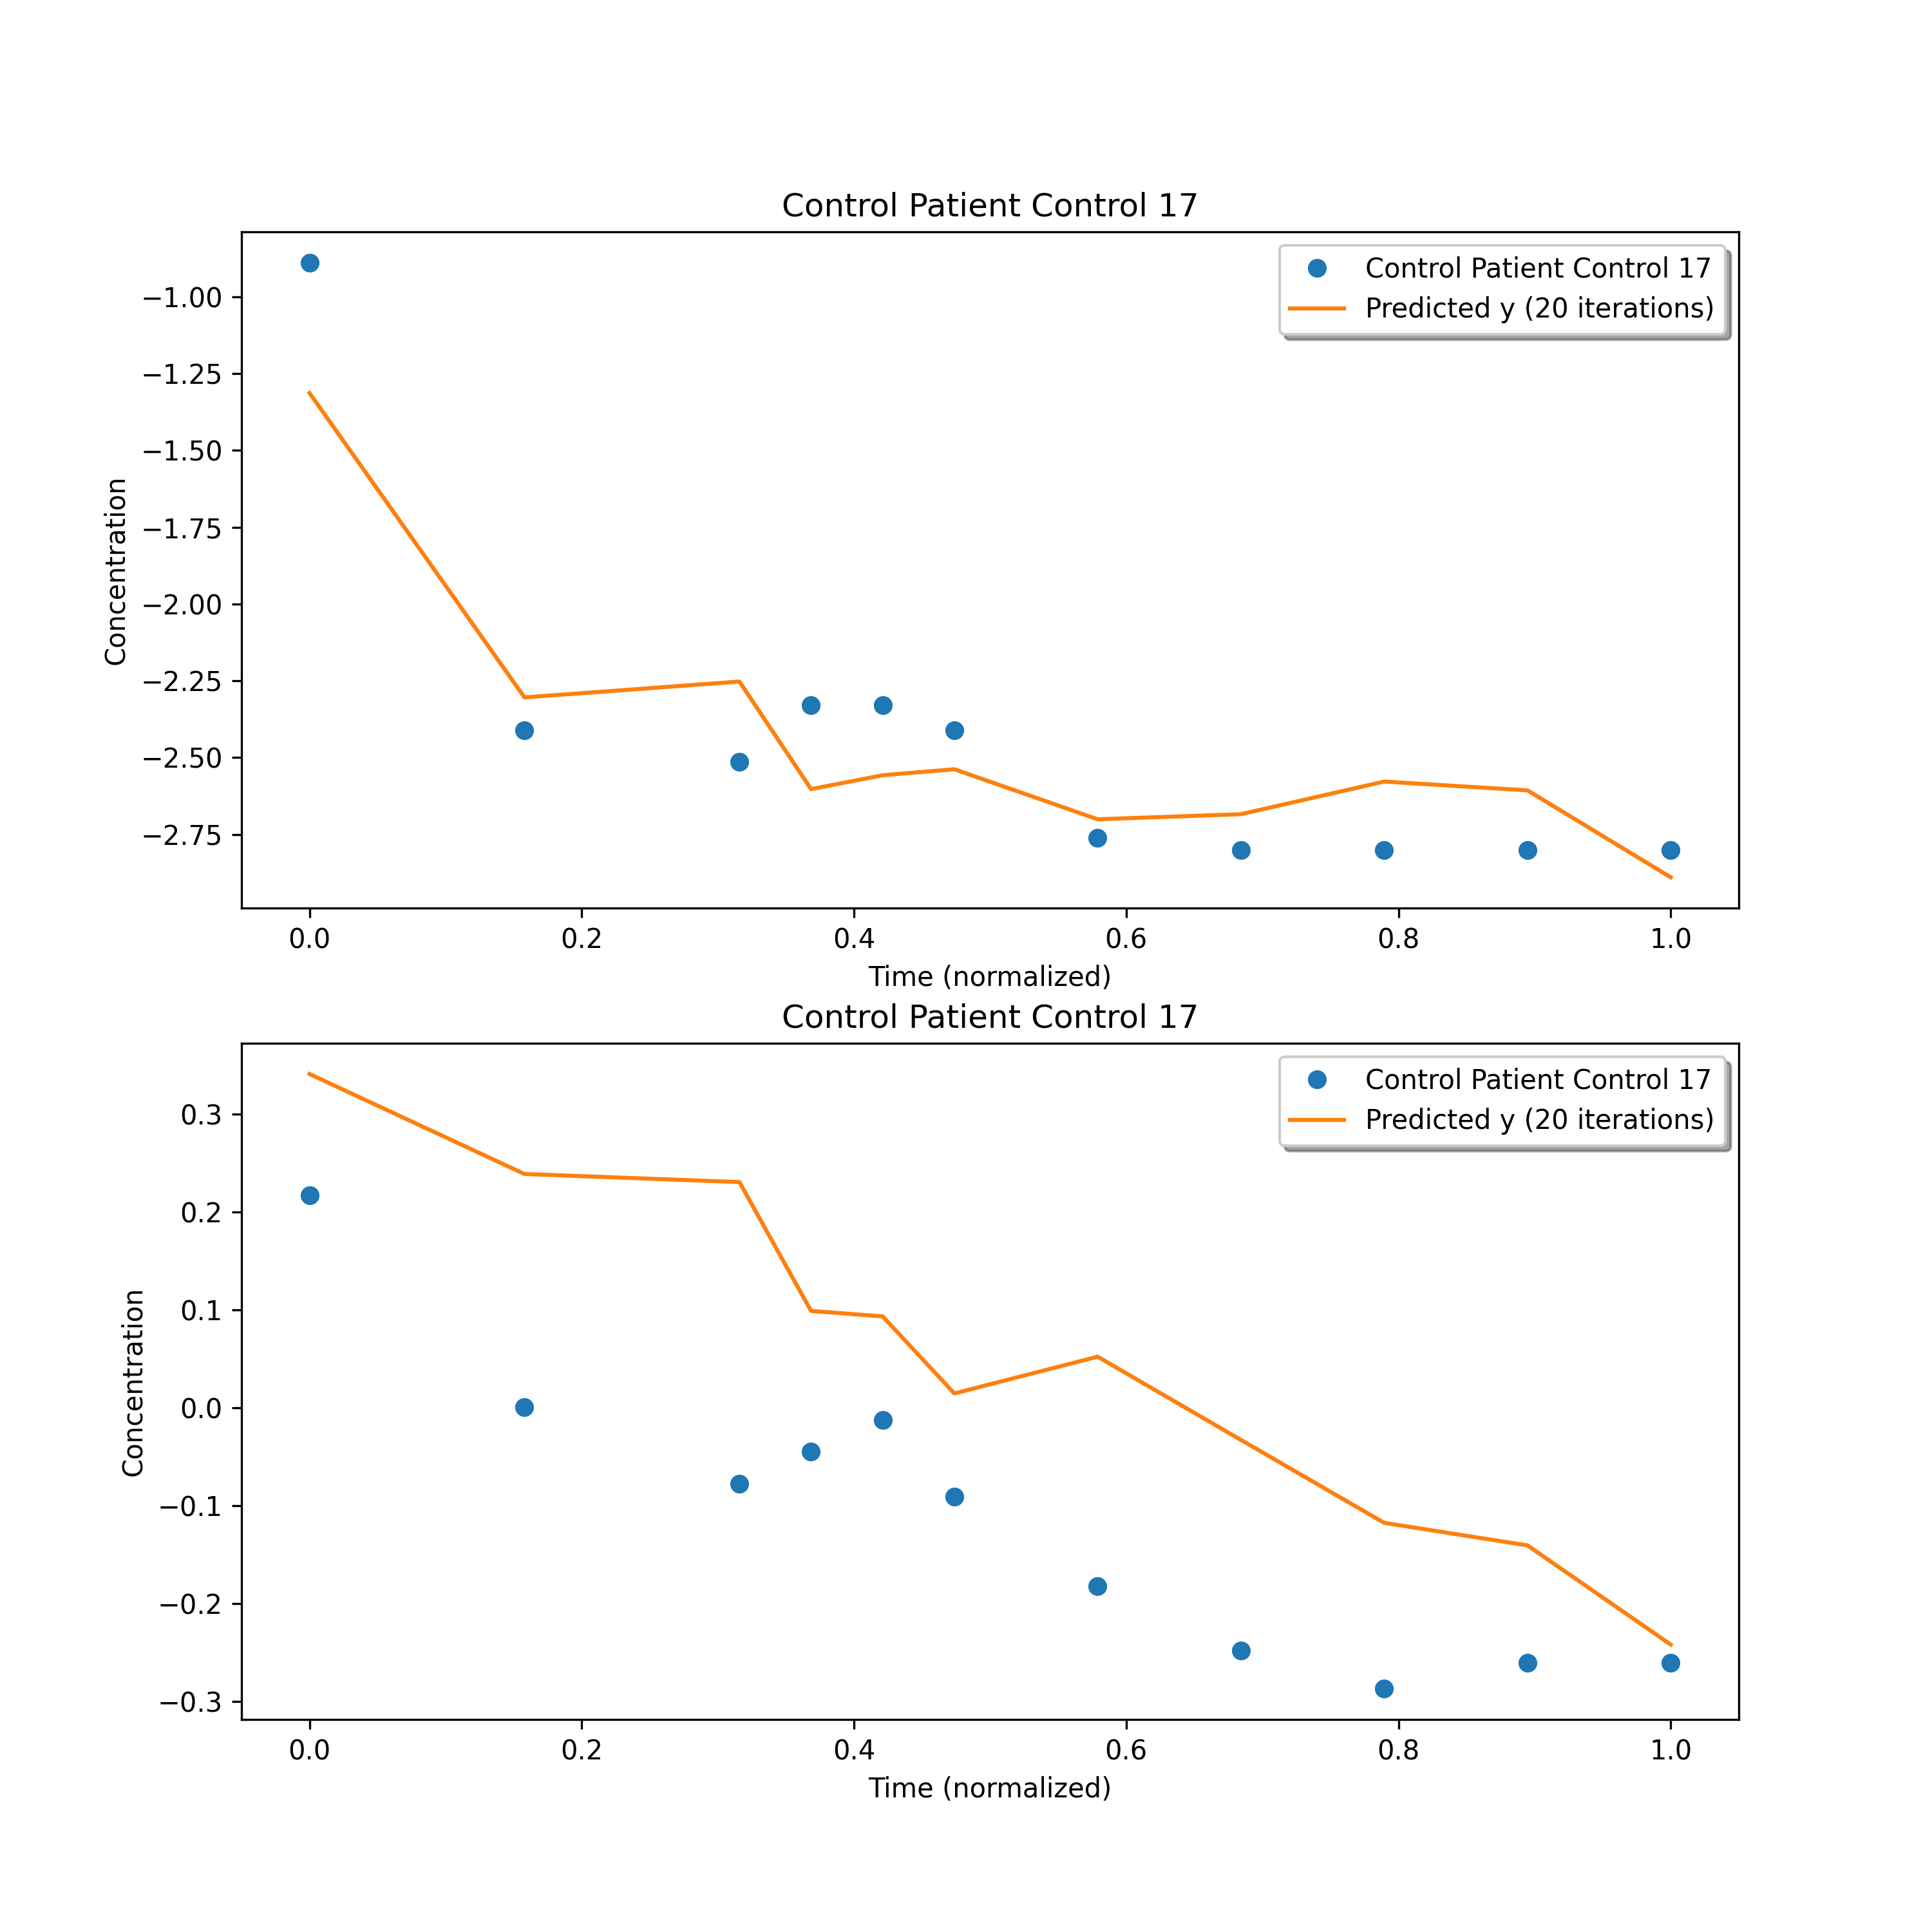 Control Patient Control 17
Control Patient Control 17
Predicted y (20 iterations)
Concentration
−1.00
−1.25
−1.50
−1.75
−2.00
−2.25
−2.50
−2.75
0.0 0.2 0.4 0.6 0.8 1.0
Time (normalized)
Control Patient Control 17
Control Patient Control 17
Predicted y (20 iterations)
Concentration
0.3
0.2
0.1
0.0
−0.1
−0.2
−0.3
0.0 0.2 0.4 0.6 0.8 1.0
Time (normalized)